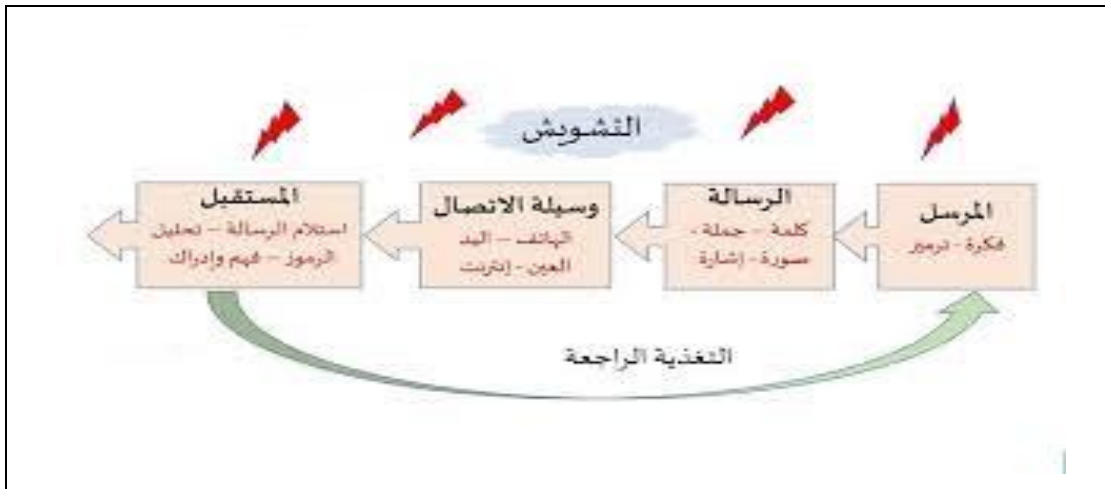 التشويش
المرسل
فكرة - ترميز
الرسالة
كلمة - جملة -
صورة - إشارة
وسيلة الاتصال
الهاتف - اليد
العين - إنترنت
المستقبل
استلام الرسالة - تحليل
الرموز - فهم وإدراك
التغذية الراجعة